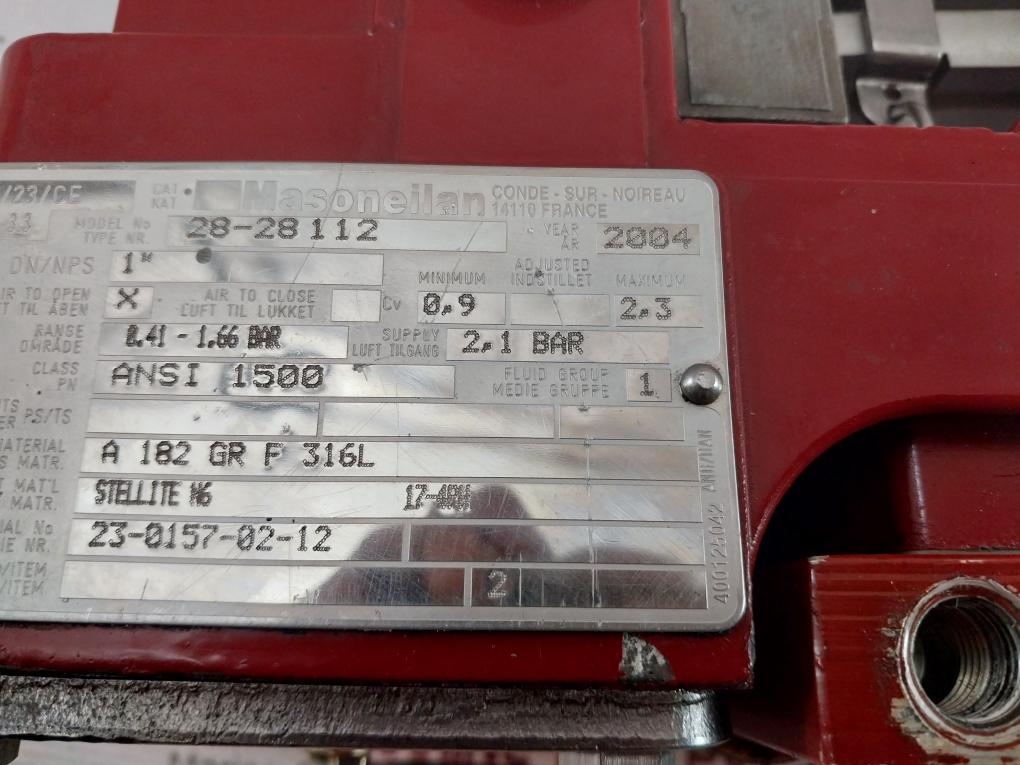 /23/CE CAT KAT Masoneilan CONDE - SUR - NOIREAU 14110 FRANCE
MODEL No TYPE NR. 28-28112 YEAR ÅR 2004
DN/NPS 1" MINIMUM ADJUSTED INDSTILLET MAXIMUM
AIR TO OPEN FT TIL ÅBEN X AIR TO CLOSE LUFT TIL LUKKET Cv 0,9 2,3
RANGE OMRÅDE 0.41 - 1.66 BAR SUPPLY LUFT TILGANG 2,1 BAR
CLASS PN ANSI 1500 FLUID GROUP MEDIE GRUPPE 1
PS/TS
MATERIAL S MATR. A 182 GR F 316L
MAT'L MATR. STELLITE N6 17-4PH
IAL No IE NR. 23-0157-02-12
/ITEM /ITEM 2
400125042